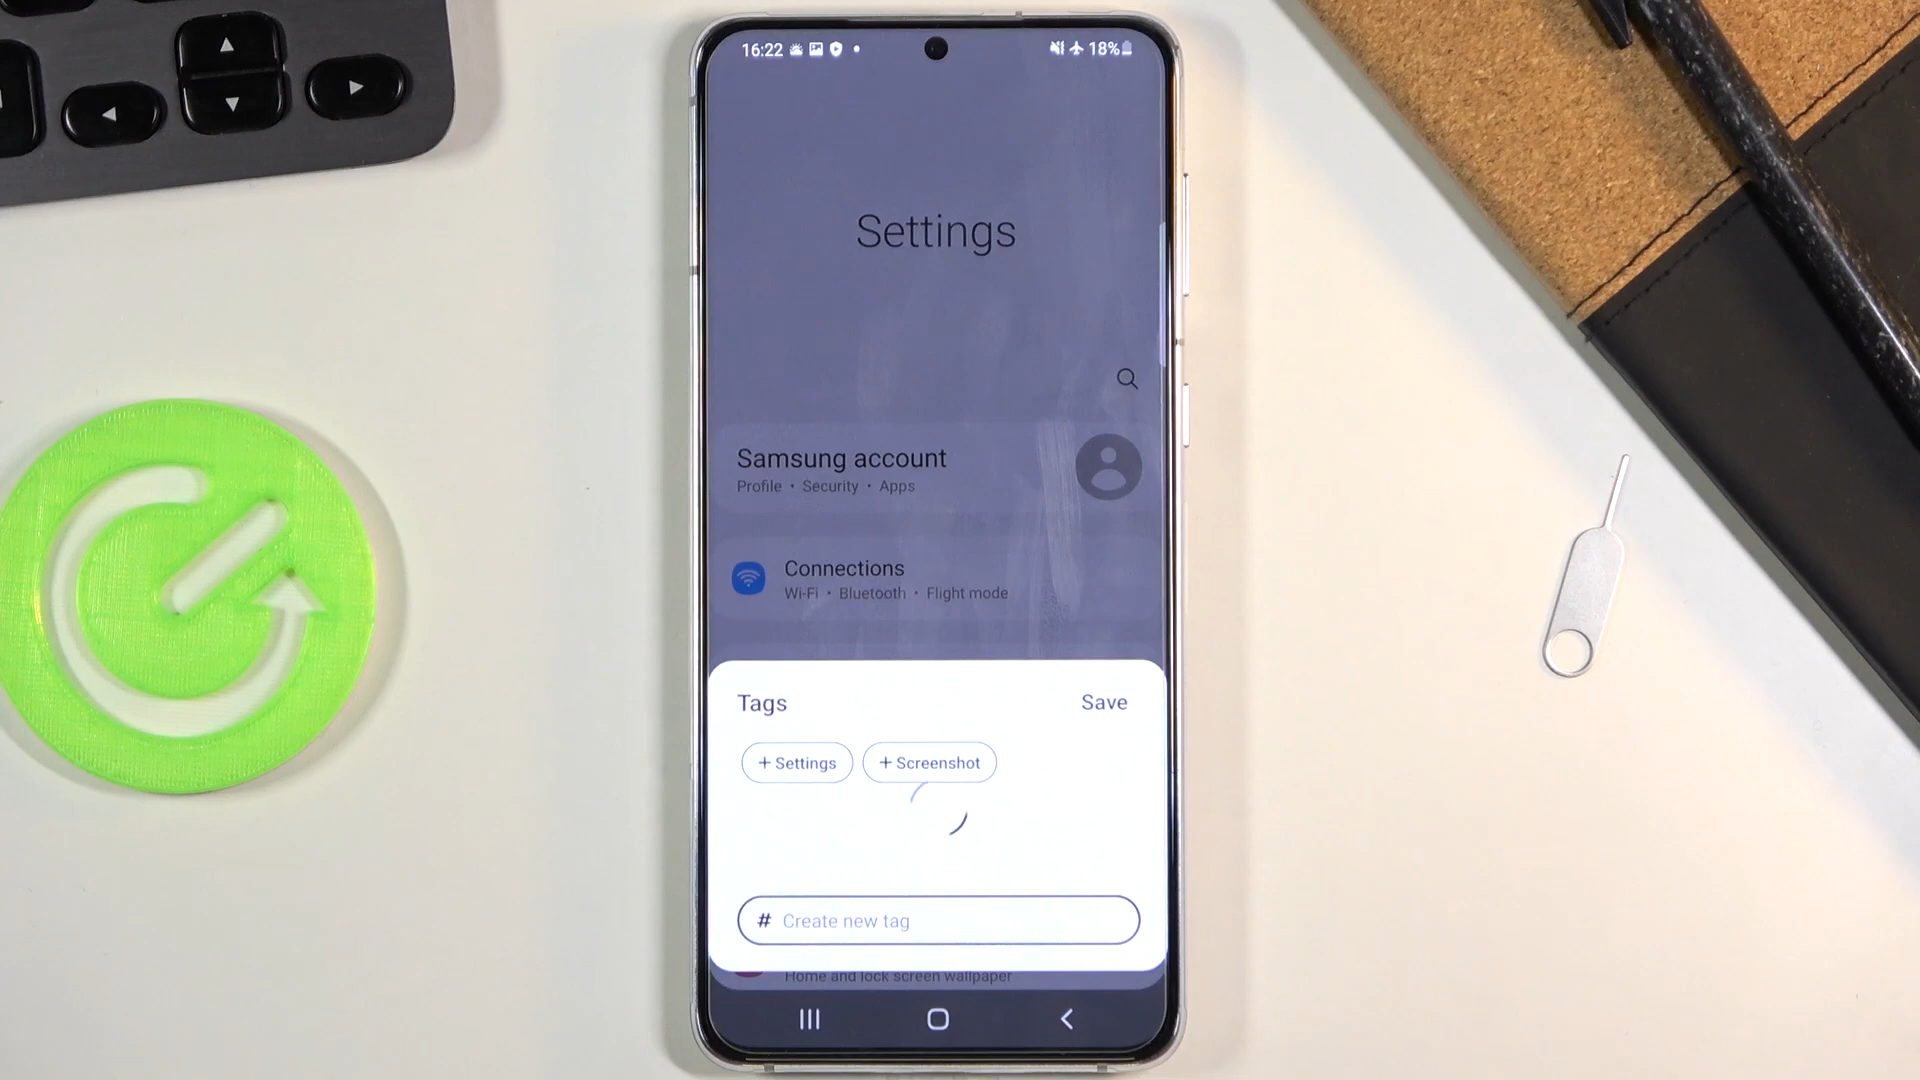 16:22 18%
Settings
Samsung account
Profile • Security • Apps
Connections
Wi-Fi • Bluetooth • Flight mode
Tags Save
+ Settings + Screenshot
# Create new tag
Home and lock screen wallpaper